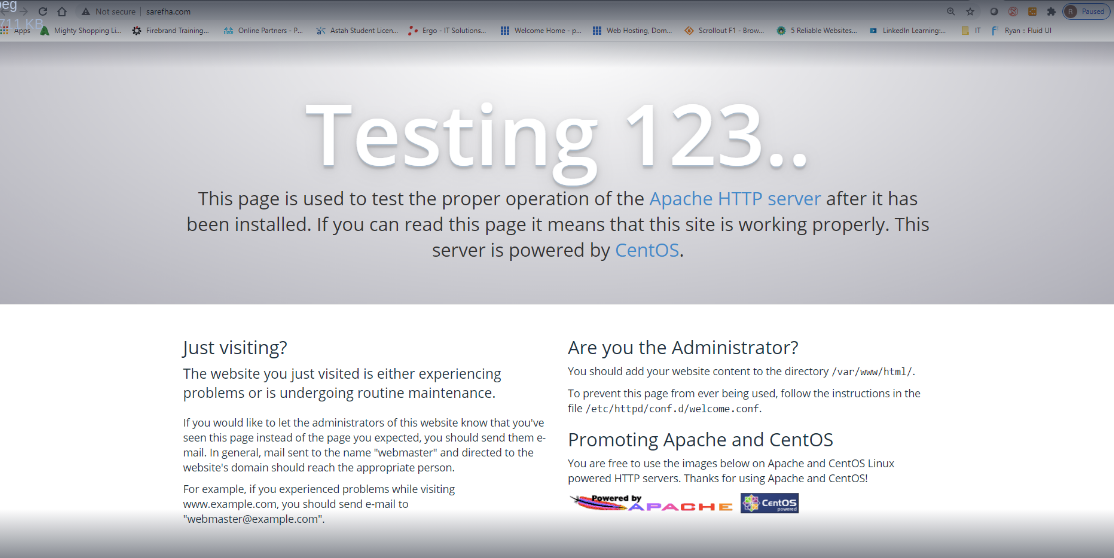 peg
711 KB
Not secure | sarefha.com
Paused
Apps Mighty Shopping Li... Firebrand Training... Online Partners - P... Astah Student Licen... Ergo - IT Solutions... Welcome Home - p... Web Hosting, Dom... Scrollout F1 - Brow... 5 Reliable Websites... LinkedIn Learning:... IT Ryan :: Fluid UI
Testing 123..
This page is used to test the proper operation of the Apache HTTP server after it has
been installed. If you can read this page it means that this site is working properly. This
server is powered by CentOS.
Just visiting?
The website you just visited is either experiencing
problems or is undergoing routine maintenance.
If you would like to let the administrators of this website know that you've
seen this page instead of the page you expected, you should send them e-
mail. In general, mail sent to the name "webmaster" and directed to the
website's domain should reach the appropriate person.
For example, if you experienced problems while visiting
www.example.com, you should send e-mail to
"webmaster@example.com".
Are you the Administrator?
You should add your website content to the directory /var/www/html/.
To prevent this page from ever being used, follow the instructions in the
file /etc/httpd/conf.d/welcome.conf.
Promoting Apache and CentOS
You are free to use the images below on Apache and CentOS Linux
powered HTTP servers. Thanks for using Apache and CentOS!
Powered by
APACHE
CentOS
powered